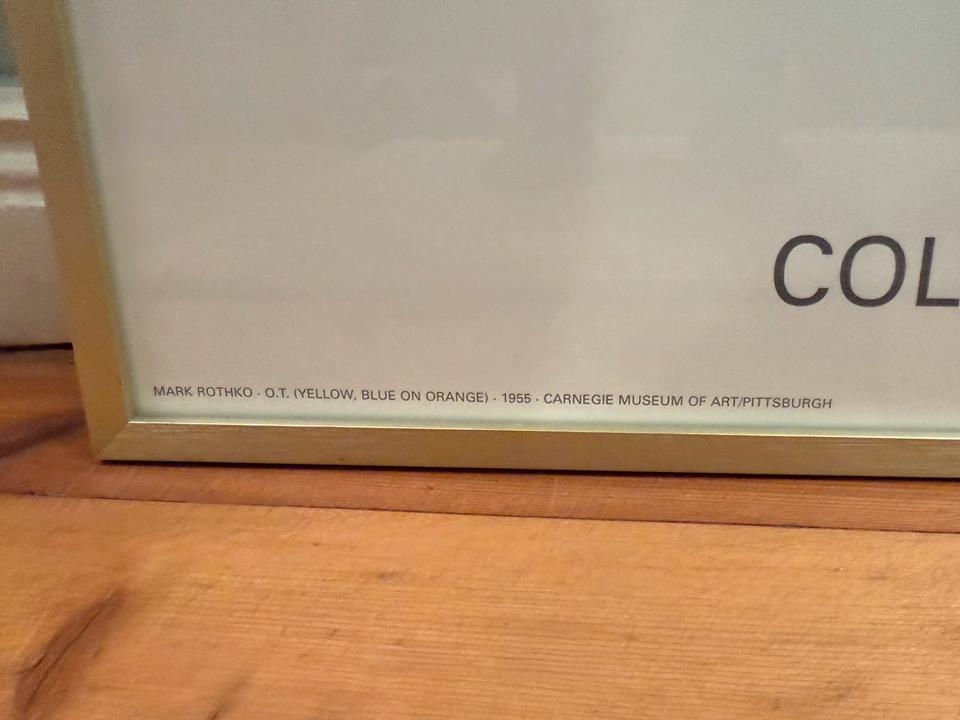 COL
MARK ROTHKO · O.T. (YELLOW, BLUE ON ORANGE) · 1955 · CARNEGIE MUSEUM OF ART/PITTSBURGH